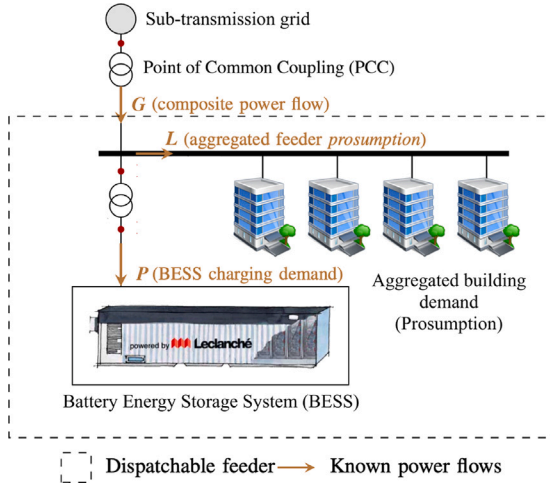 Sub-transmission grid
Point of Common Coupling (PCC)
G (composite power flow)
L (aggregated feeder prosumption)
P (BESS charging demand)
Aggregated building
demand
(Prosumption)
powered by Leclanché
Battery Energy Storage System (BESS)
Dispatchable feeder
Known power flows